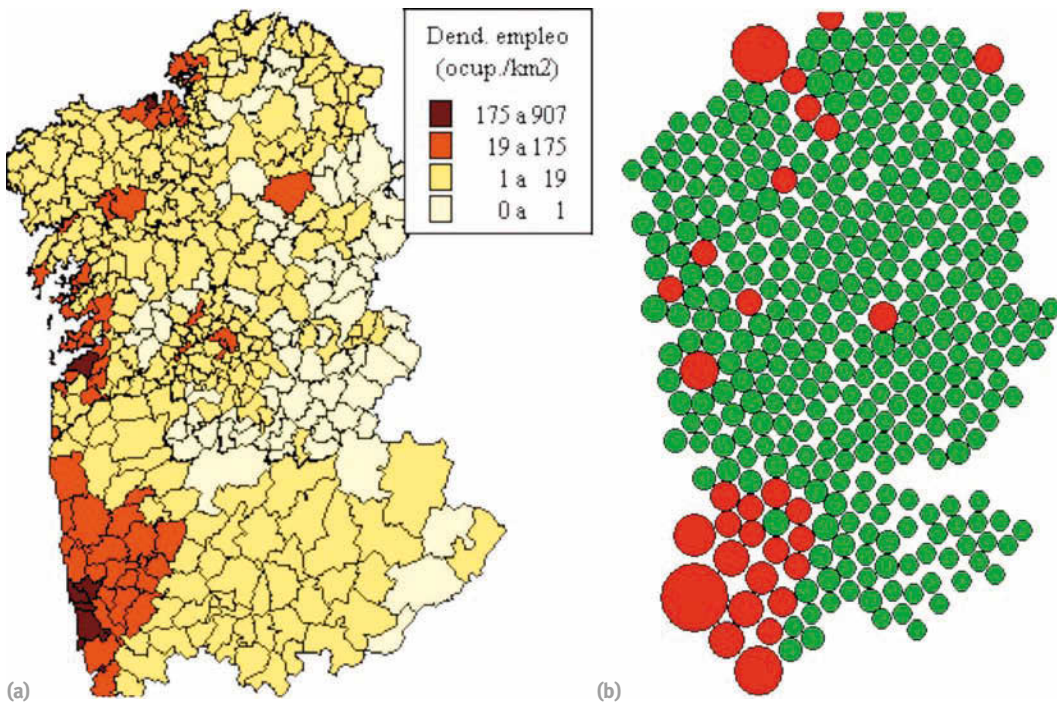 Dend. empleo
(ocup./km2)
175 a 907
19 a 175
1 a 19
0 a 1
(a)
(b)